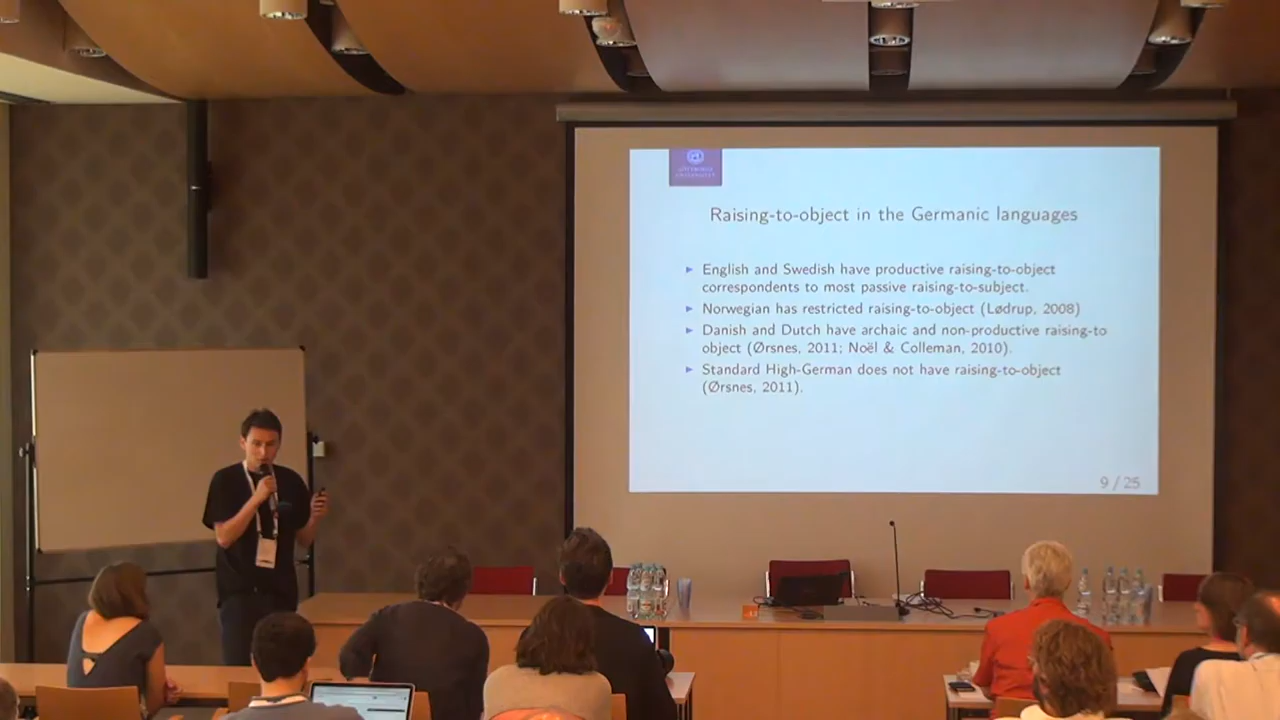 GÖTEBORGS
UNIVERSITET
Raising-to-object in the Germanic languages
► English and Swedish have productive raising-to-object
correspondents to most passive raising-to-subject.
► Norwegian has restricted raising-to-object (Lødrup, 2008)
► Danish and Dutch have archaic and non-productive raising-to
object (Ørsnes, 2011; Noël & Colleman, 2010).
► Standard High-German does not have raising-to-object
(Ørsnes, 2011).
9 / 25